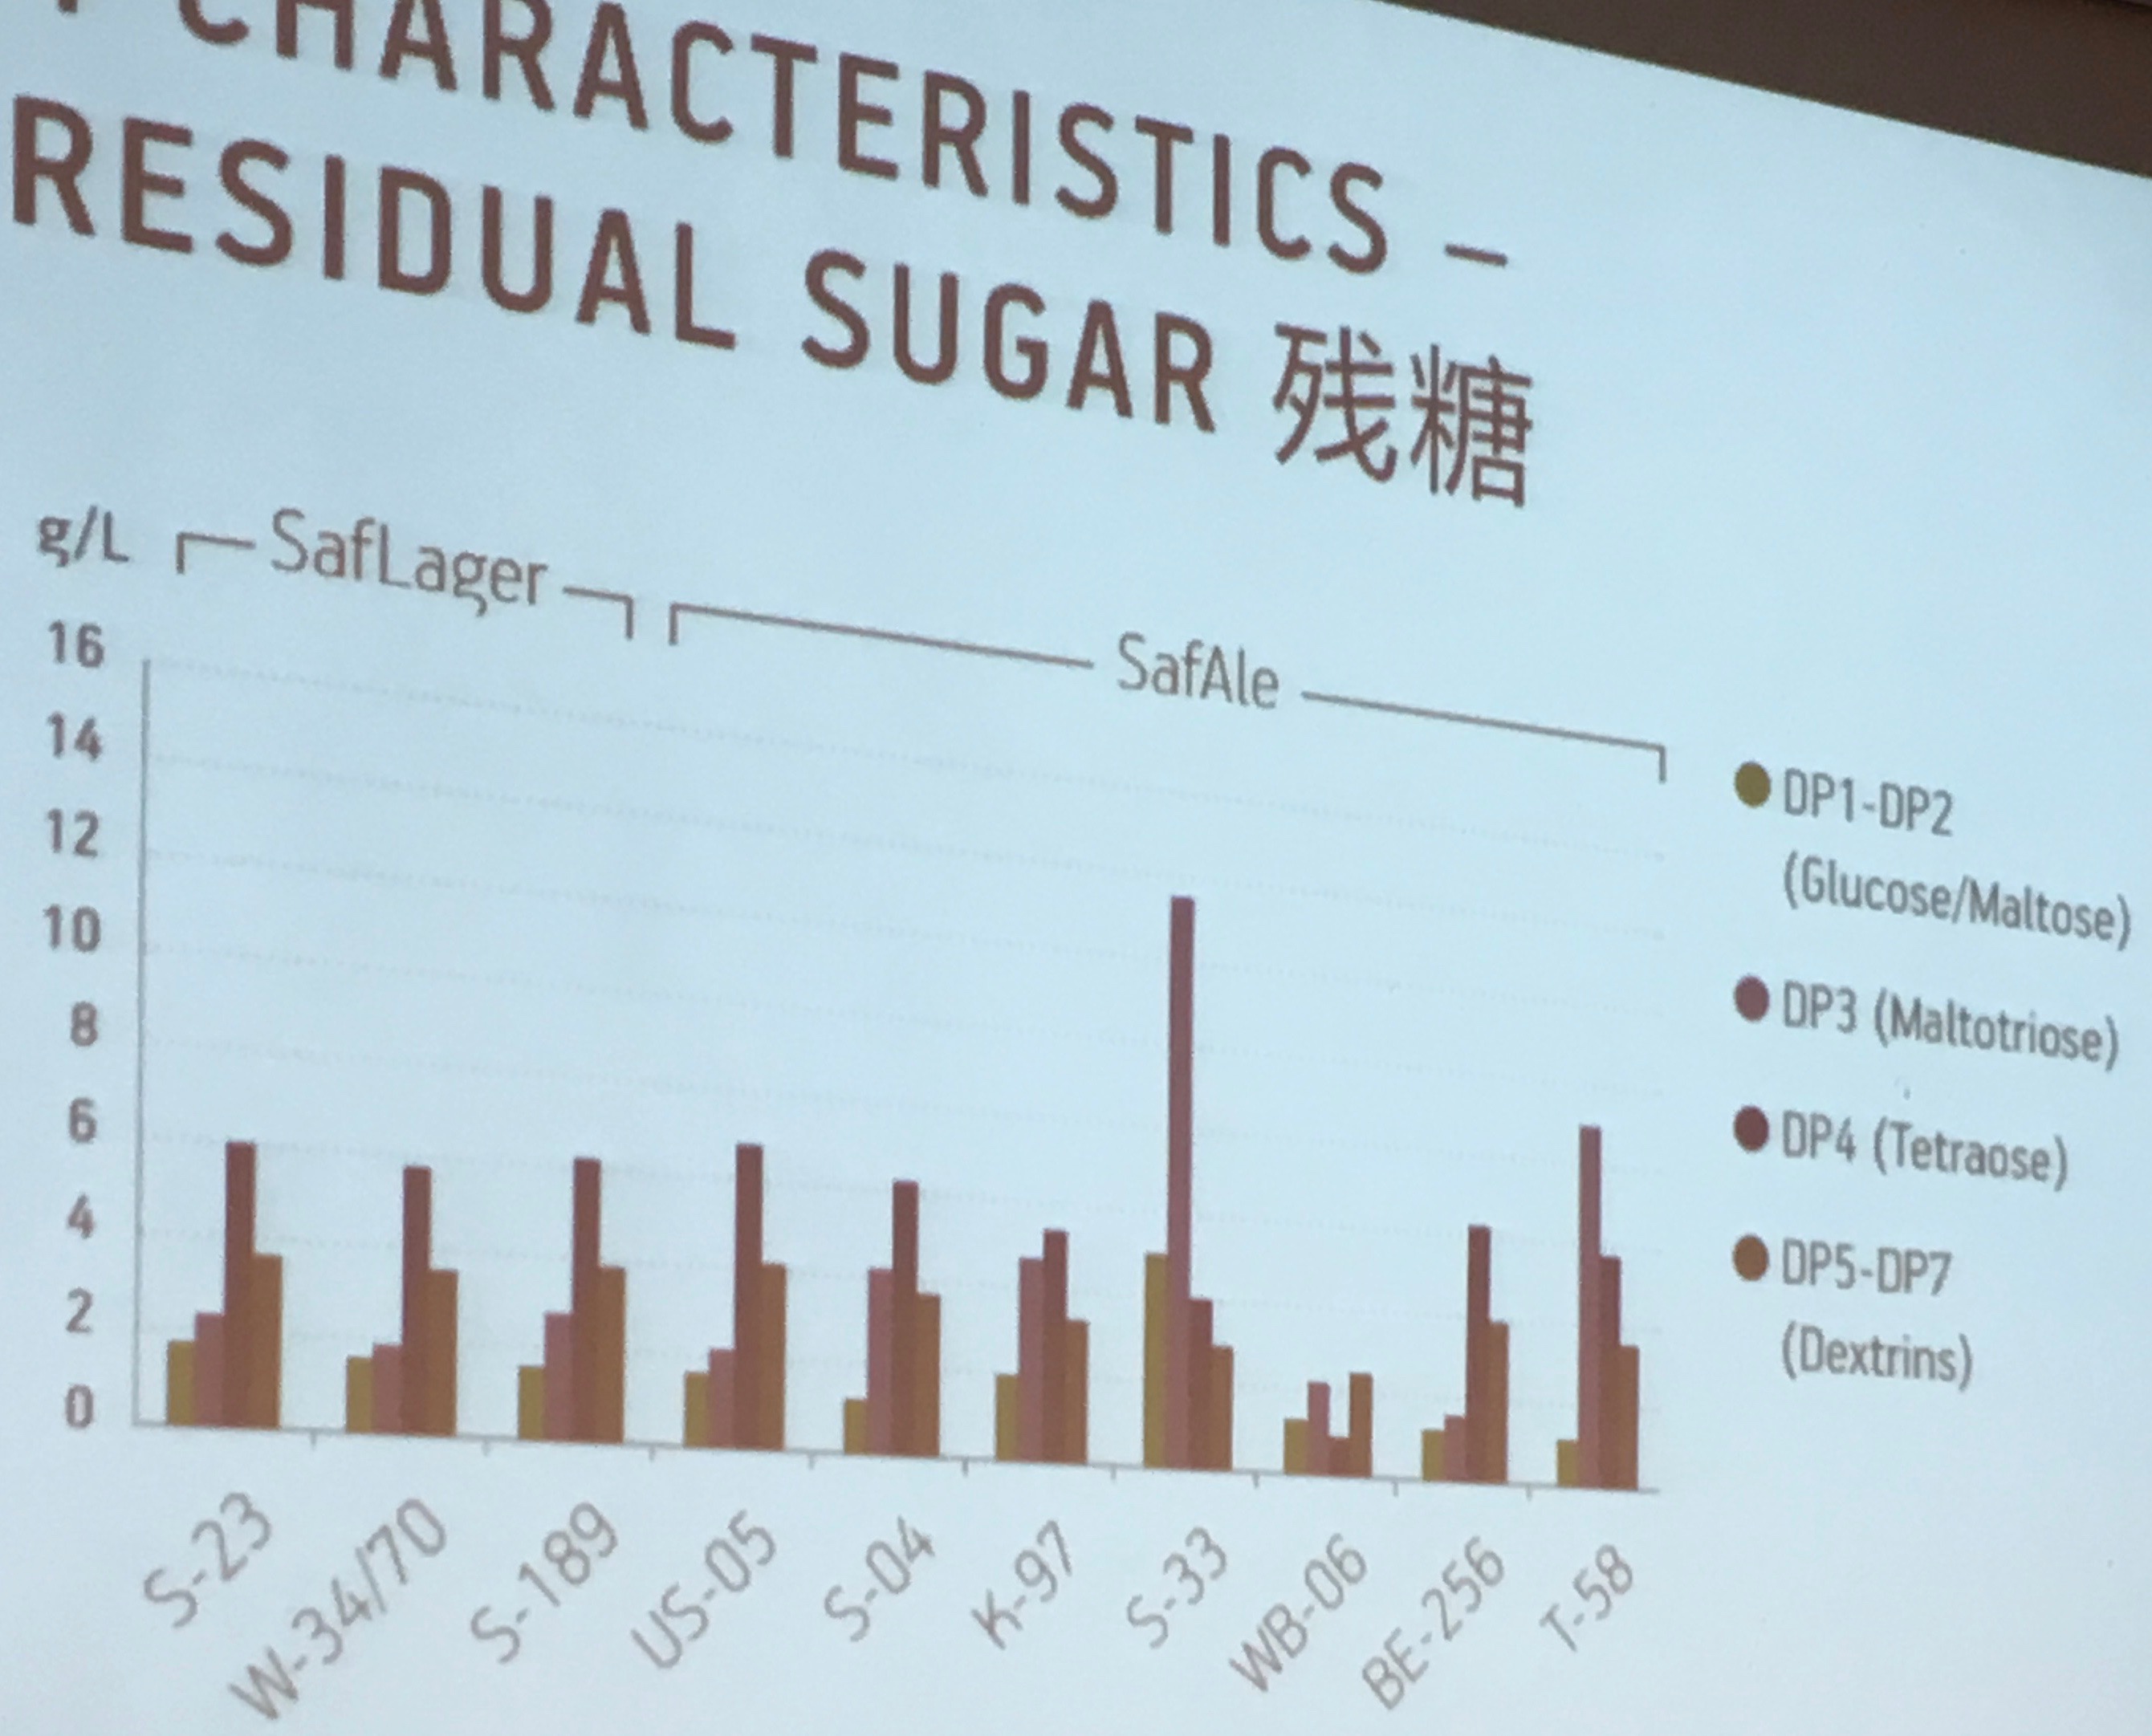 CHARACTERISTICS –
RESIDUAL SUGAR 残糖
g/L
SafLager
SafAle
16
14
12
10
8
6
4
2
0
S-23
W-34/70
S-189
US-05
S-04
K-97
S-33
WB-06
BE-256
T-58
DP1-DP2
(Glucose/Maltose)
DP3 (Maltotriose)
DP4 (Tetraose)
DP5-DP7
(Dextrins)